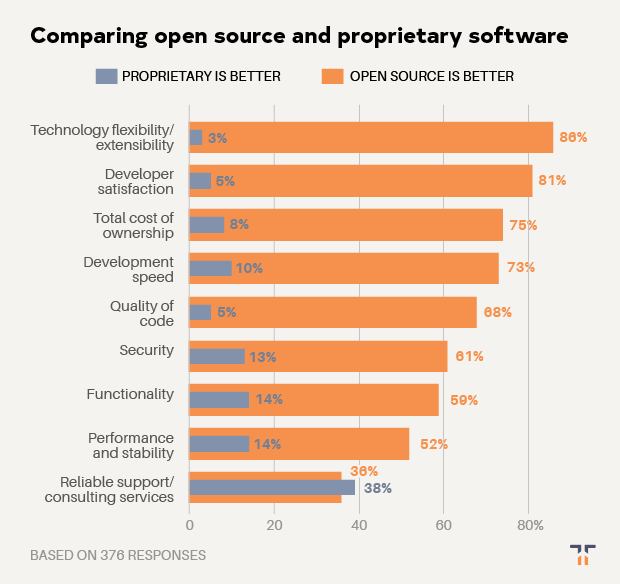 Comparing open source and proprietary software
PROPRIETARY IS BETTER
OPEN SOURCE IS BETTER
Technology flexibility/
extensibility
3%
86%
Developer
satisfaction
5%
81%
Total cost of
ownership
8%
75%
Development
speed
10%
73%
Quality of
code
5%
68%
Security
13%
61%
Functionality
14%
59%
Performance
and stability
14%
52%
Reliable support/
consulting services
36%
38%
0
20
40
60
80%
BASED ON 376 RESPONSES